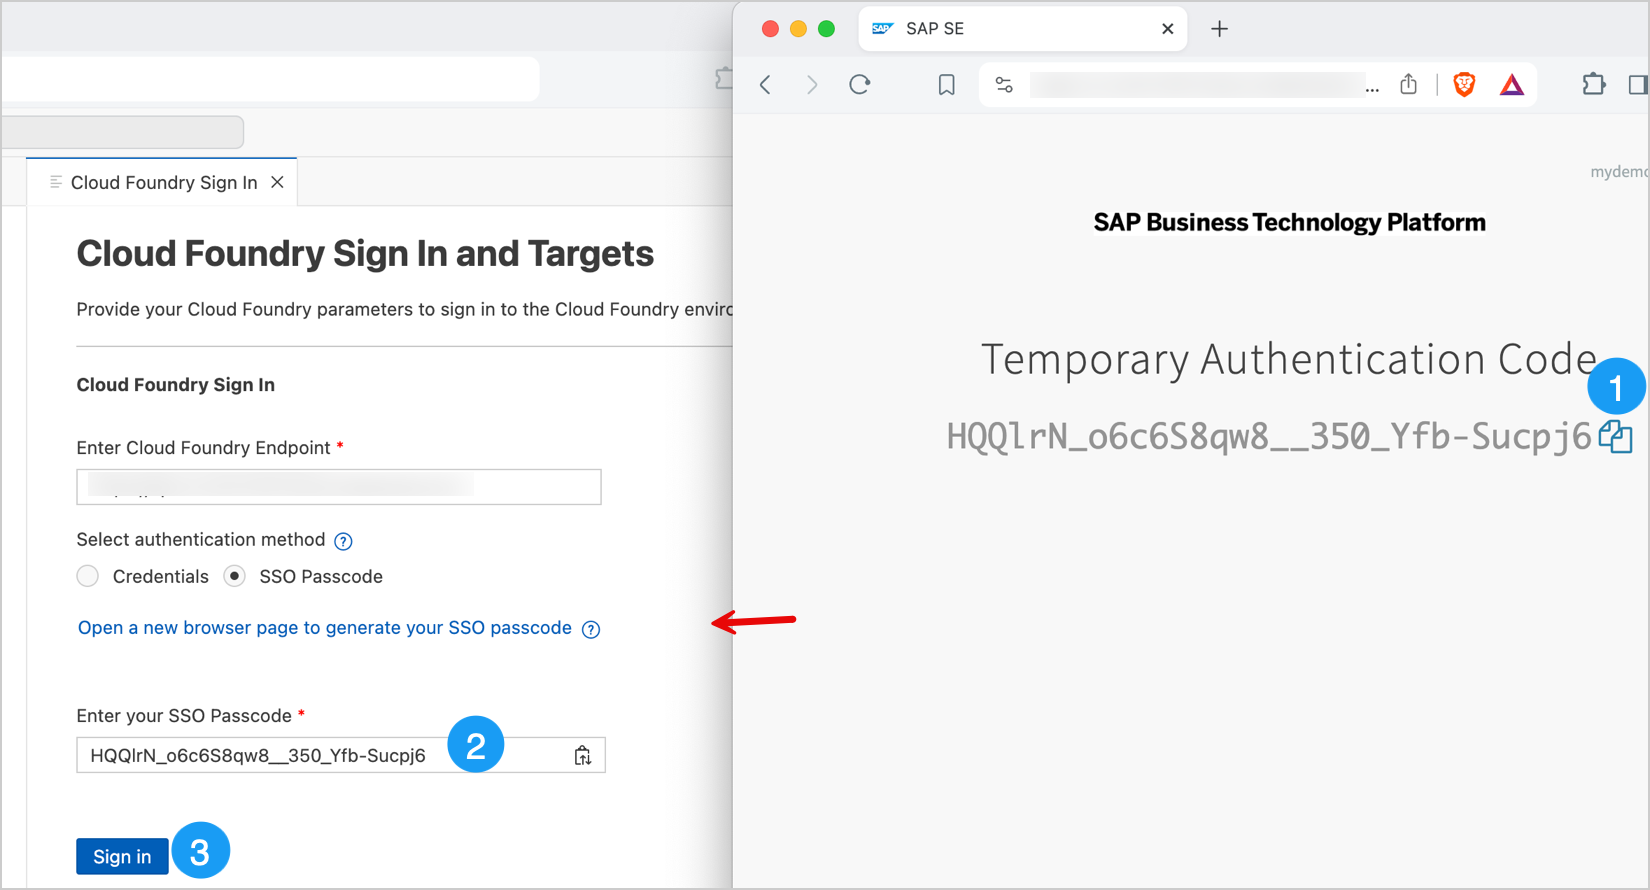 Cloud Foundry Sign In
Cloud Foundry Sign In and Targets
Provide your Cloud Foundry parameters to sign in to the Cloud Foundry
Cloud Foundry Sign In
Enter Cloud Foundry Endpoint *
Select authentication method ?
Credentials SSO Passcode
Open a new browser page to generate your SSO passcode ?
Enter your SSO Passcode *
HQQlrN_o6c6S8qw8__350_Yfb-Sucpj6 2
Sign in 3
SAP SAP SE
...
SAP Business Technology Platform
Temporary Authentication Code
1
HQQlrN_o6c6S8qw8__350_Yfb-Sucpj6